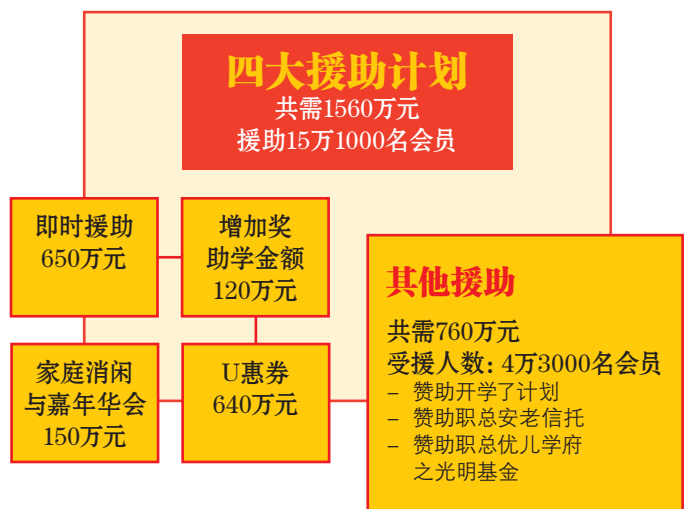 四大援助计划
共需1560万元
援助15万1000名会员
即时援助
650万元
增加奖
助学金额
120万元
家庭消闲
与嘉年华会
150万元
U惠券
640万元
其他援助
共需760万元
受援人数：4万3000名会员
– 赞助开学了计划
– 赞助职总安老信托
– 赞助职总优儿学府
之光明基金